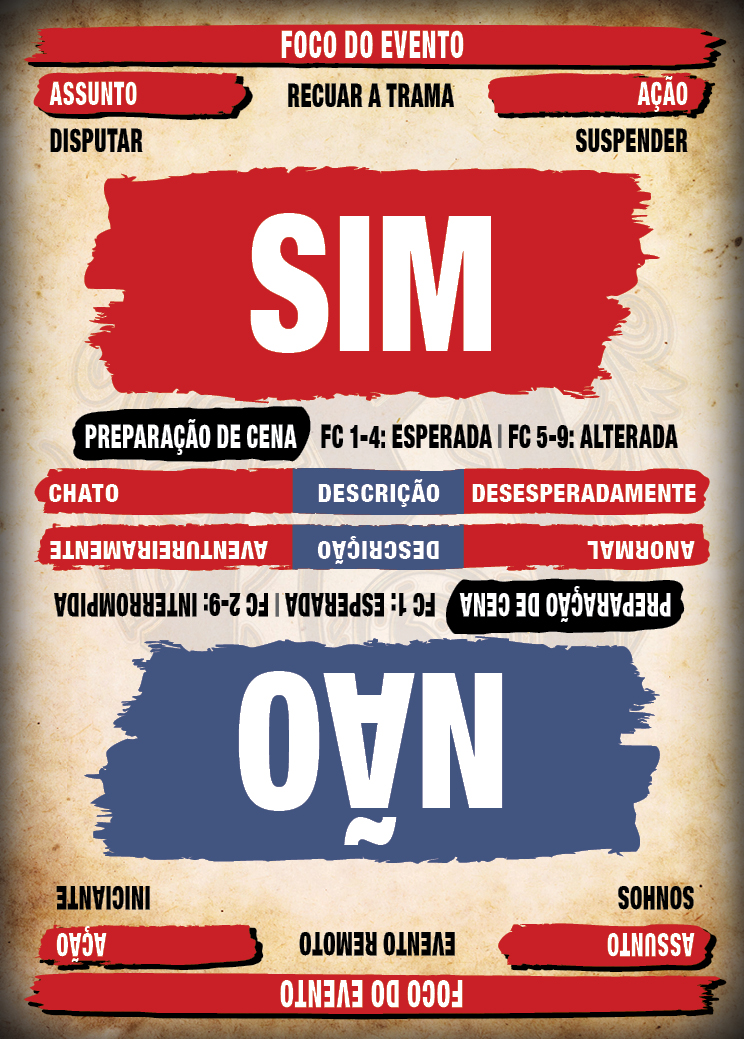 FOCO DO EVENTO
ASSUNTO RECUAR A TRAMA AÇÃO
DISPUTAR SUSPENDER
SIM
PREPARAÇÃO DE CENA FC 1-4: ESPERADA | FC 5-9: ALTERADA
CHATO DESCRIÇÃO DESESPERADAMENTE
ANORMAL DESCRIÇÃO AVENTUREIRAMENTE
PREPARAÇÃO DE CENA FC 1: ESPERADA | FC 2-9: INTERROMPIDA
NÃO
SONHOS INICIANTE
ASSUNTO EVENTO REMOTO AÇÃO
FOCO DO EVENTO